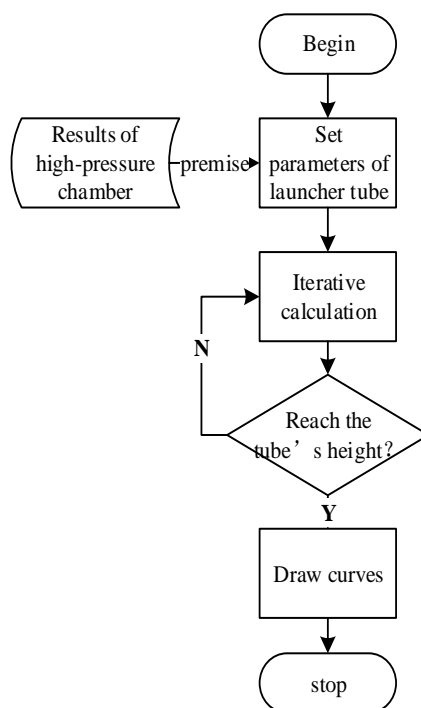 Begin
Results of
high-pressure
chamber
premise
Set
parameters of
launcher tube
Iterative
calculation
N
Reach the
tube’s height?
Y
Draw curves
stop